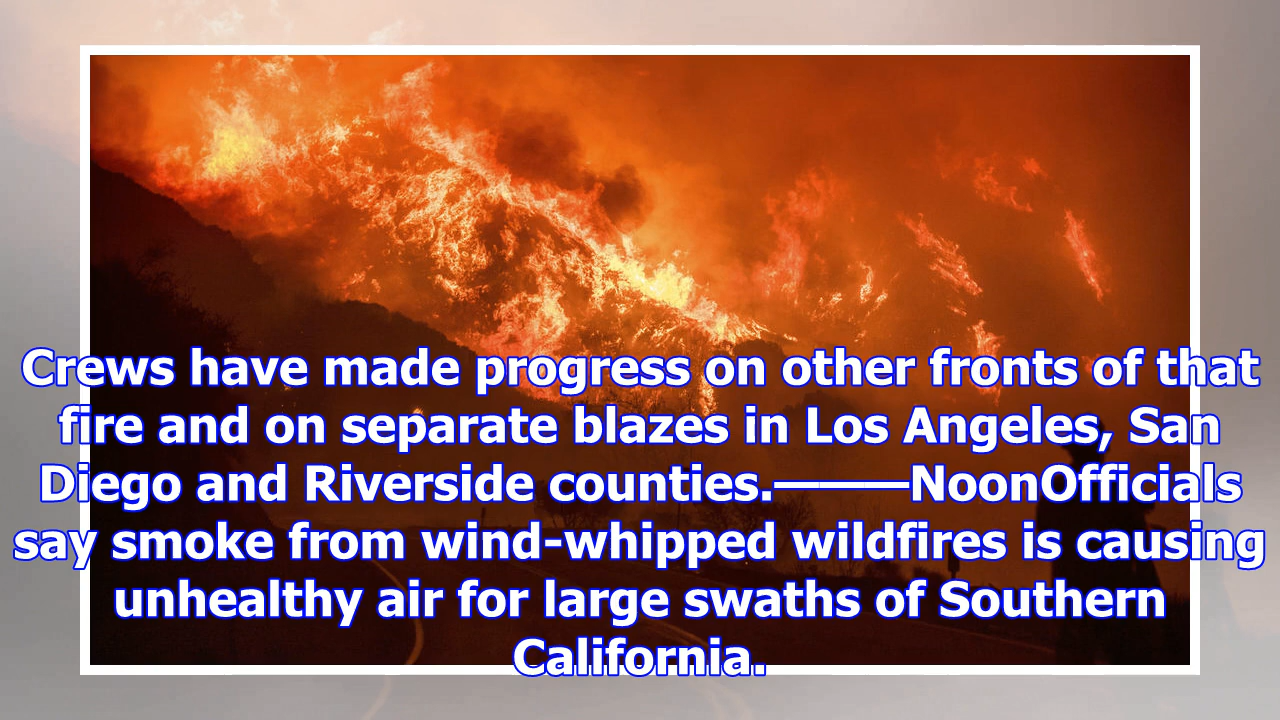 Crews have made progress on other fronts of that
fire and on separate blazes in Los Angeles, San
Diego and Riverside counties.———NoonOfficials
say smoke from wind-whipped wildfires is causing
unhealthy air for large swaths of Southern
California.